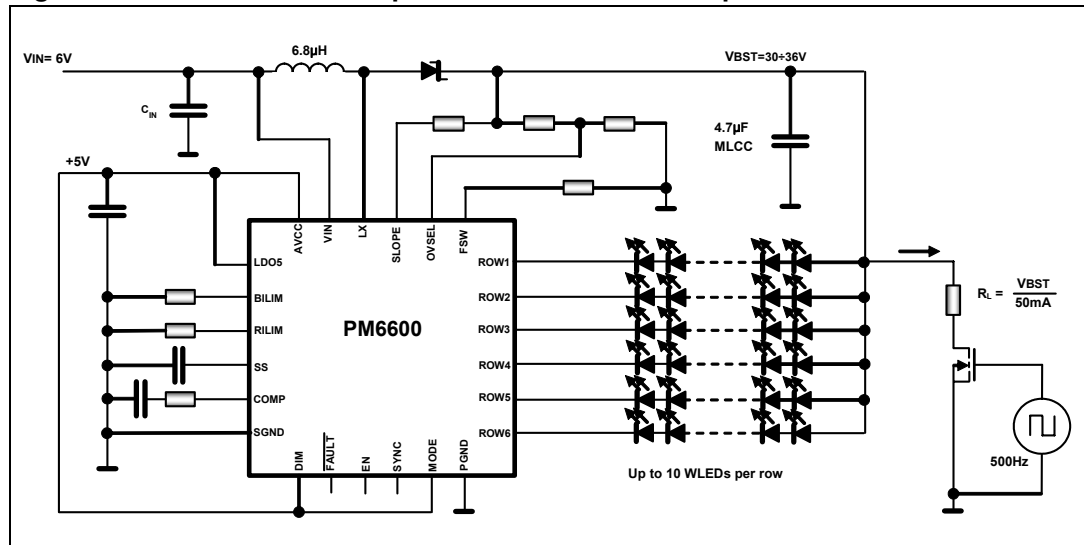 VIN= 6V
6.8µH
VBST=30÷36V
CIN
4.7µF
MLCC
+5V
AVCC
VIN
LX
SLOPE
OVSEL
FSW
LDO5
BILIM
RILIM
SS
COMP
SGND
PM6600
ROW1
ROW2
ROW3
ROW4
ROW5
ROW6
DIM
FAULT
EN
SYNC
MODE
PGND
Up to 10 WLEDs per row
RL = VBST
50mA
500Hz